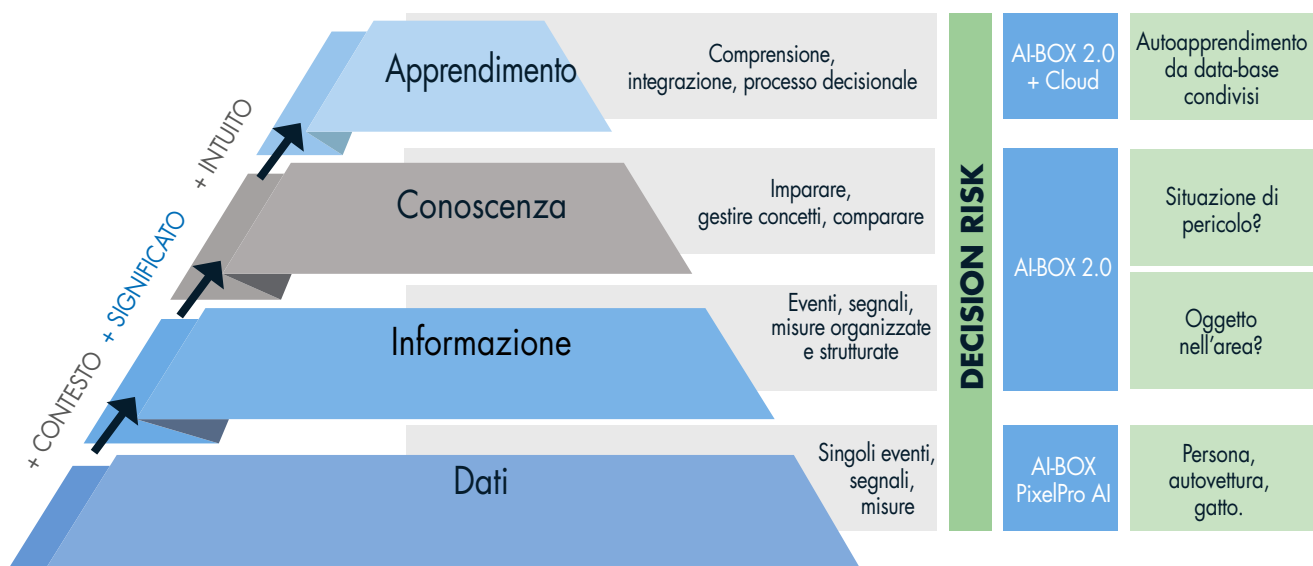 Apprendimento
Comprensione,
integrazione, processo decisionale
AI-BOX 2.0
+ Cloud
Autoapprendimento
da data-base
condivisi
+ INTUITO
Conoscenza
Imparare,
gestire concetti, comparare
Situazione di
pericolo?
+ SIGNIFICATO
DECISION RISK
AI-BOX 2.0
Informazione
Eventi, segnali,
misure organizzate
e strutturate
Oggetto
nell'area?
+ CONTESTO
Dati
Singoli eventi,
segnali,
misure
AI-BOX
PixelPro AI
Persona,
autovettura,
gatto.